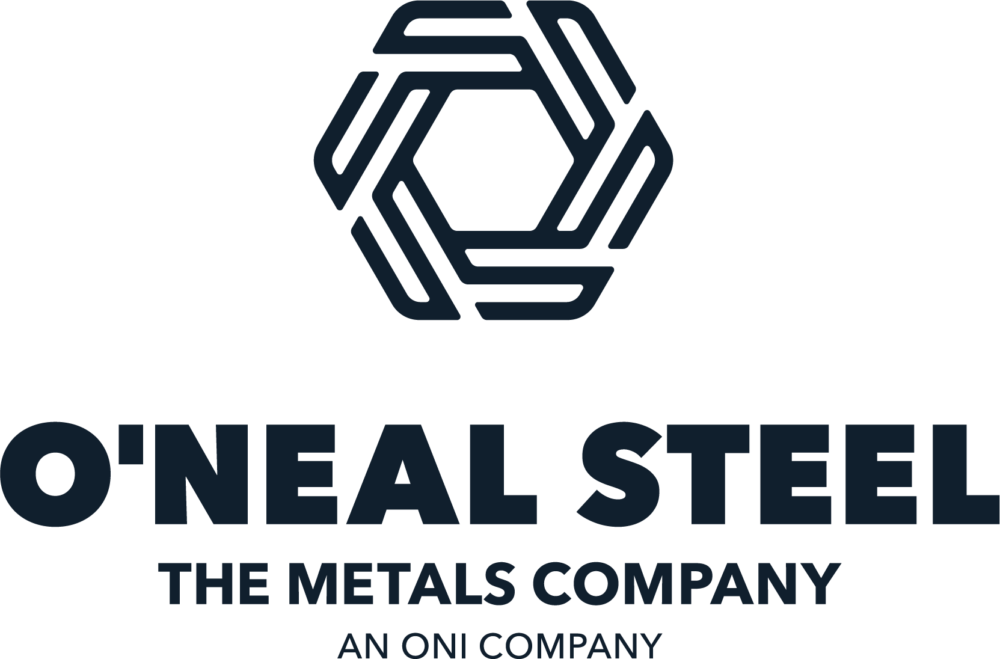 O'NEAL STEEL
THE METALS COMPANY
AN ONI COMPANY